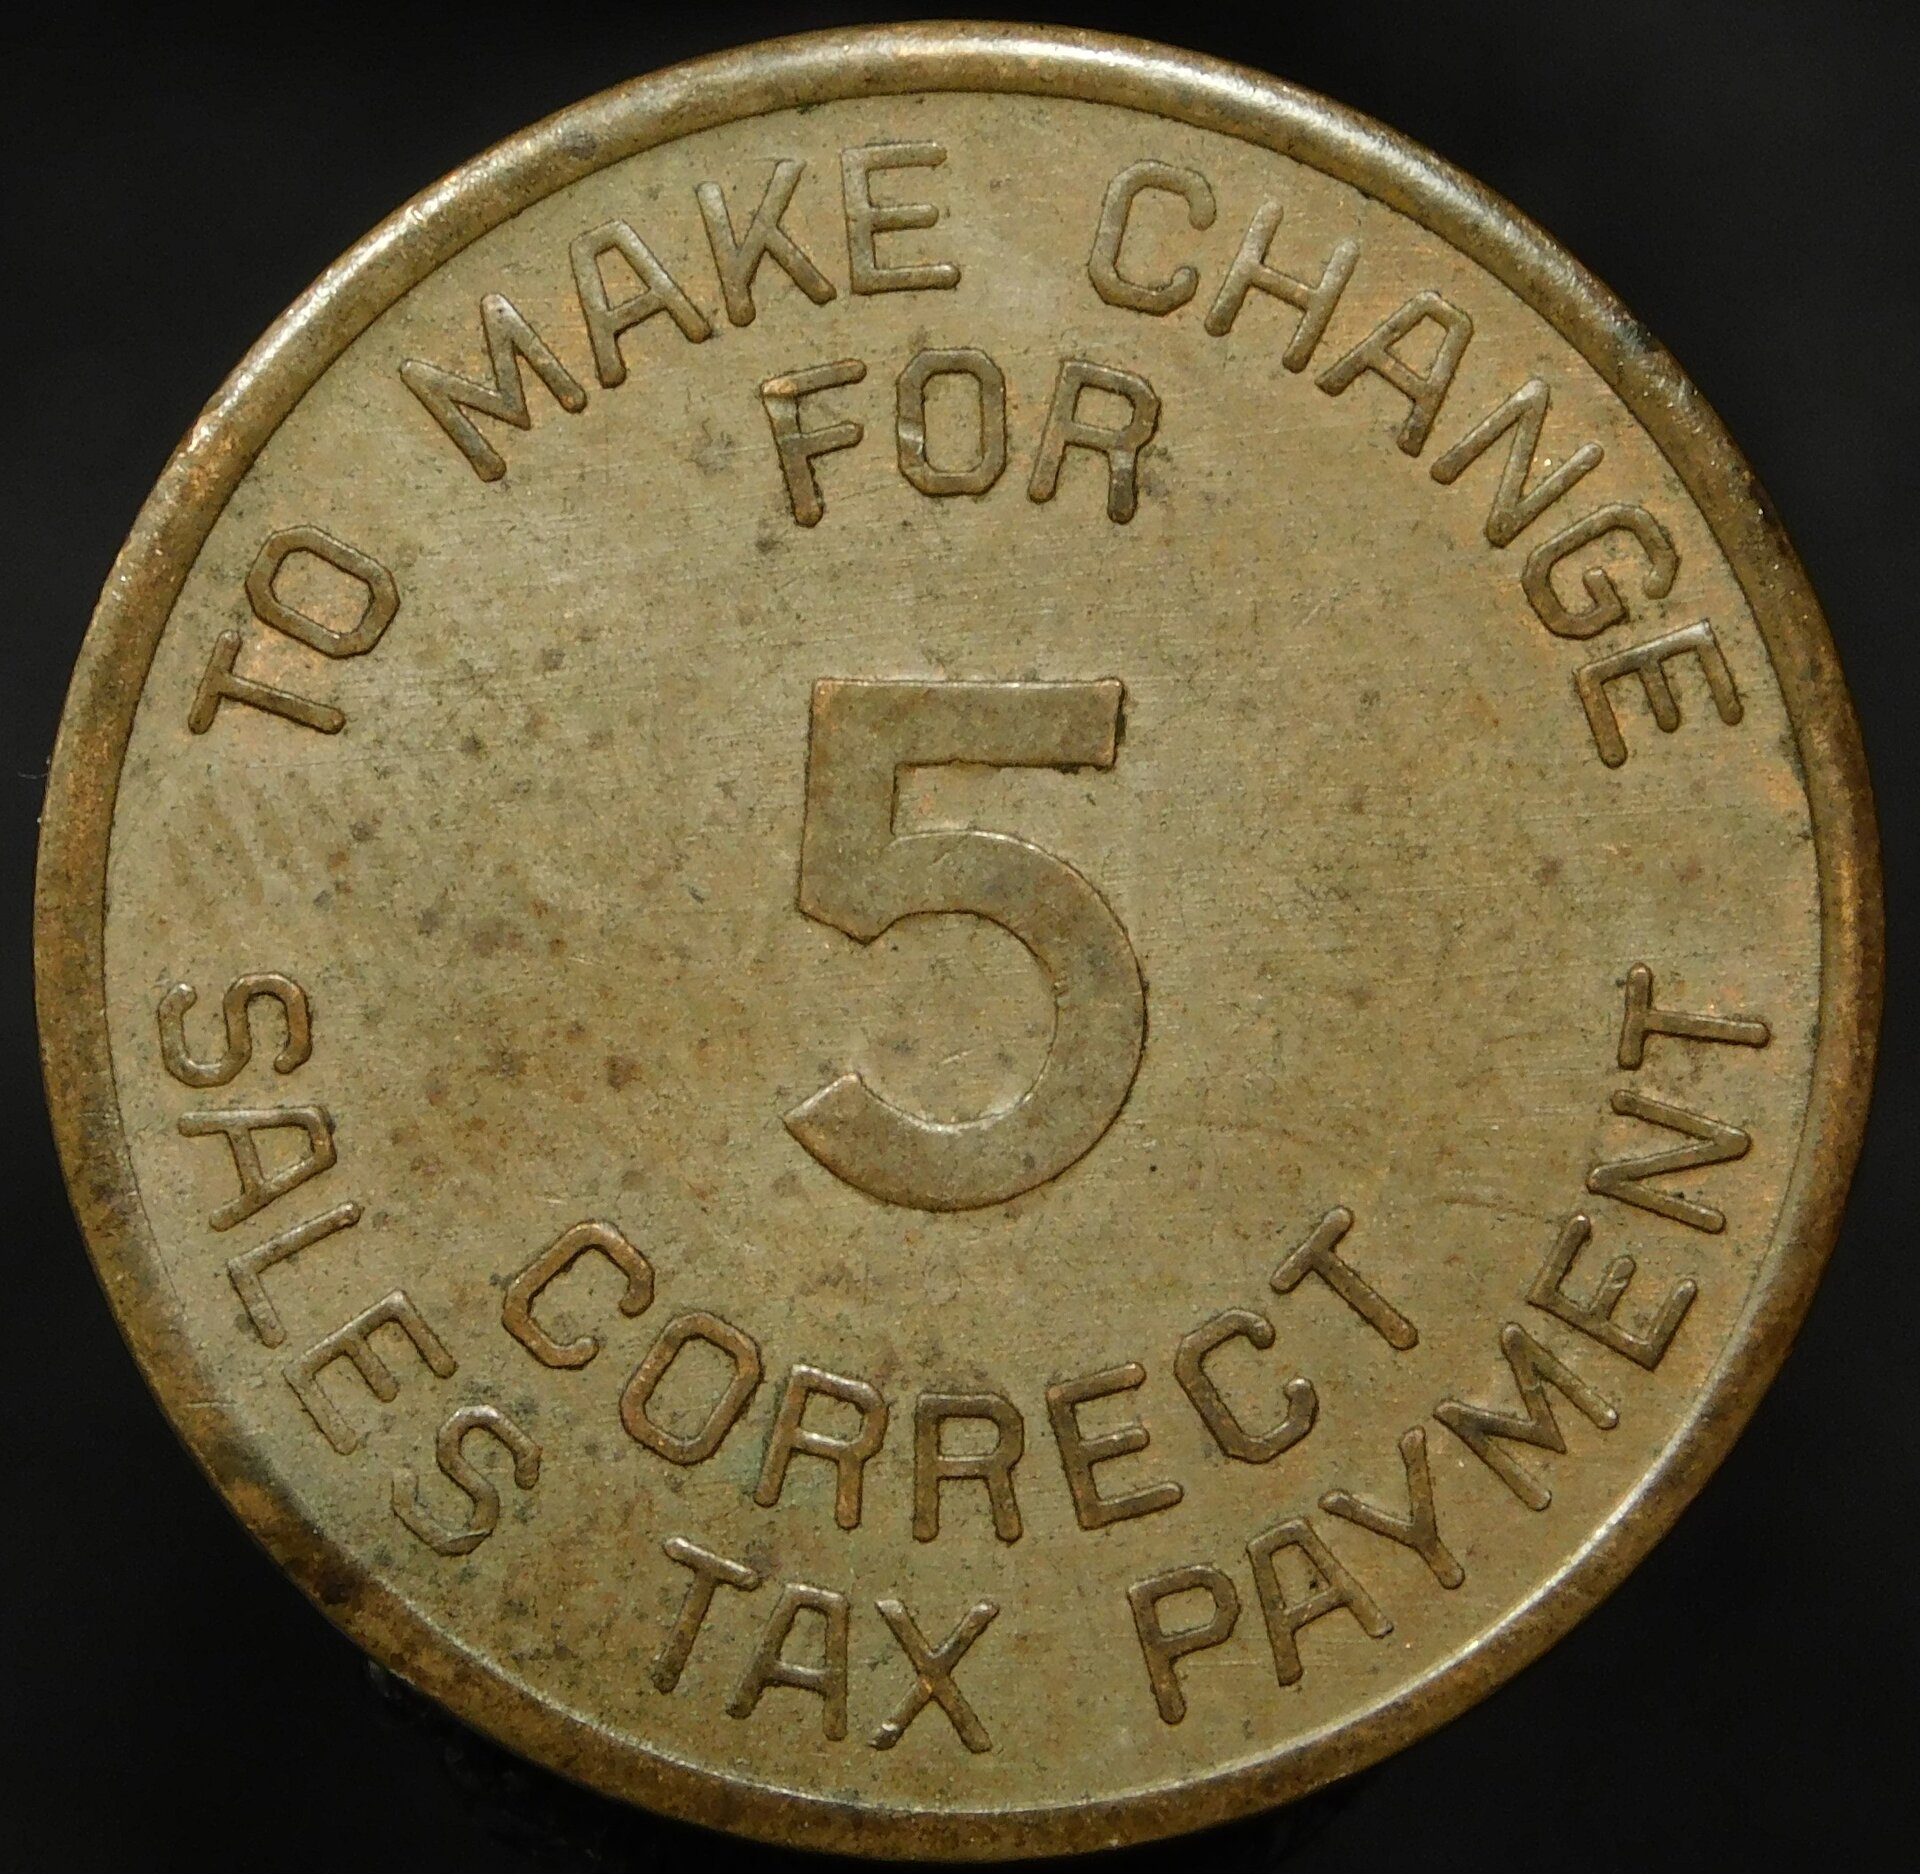 TO MAKE CHANGE
FOR
5
CORRECT
SALES TAX PAYMENT